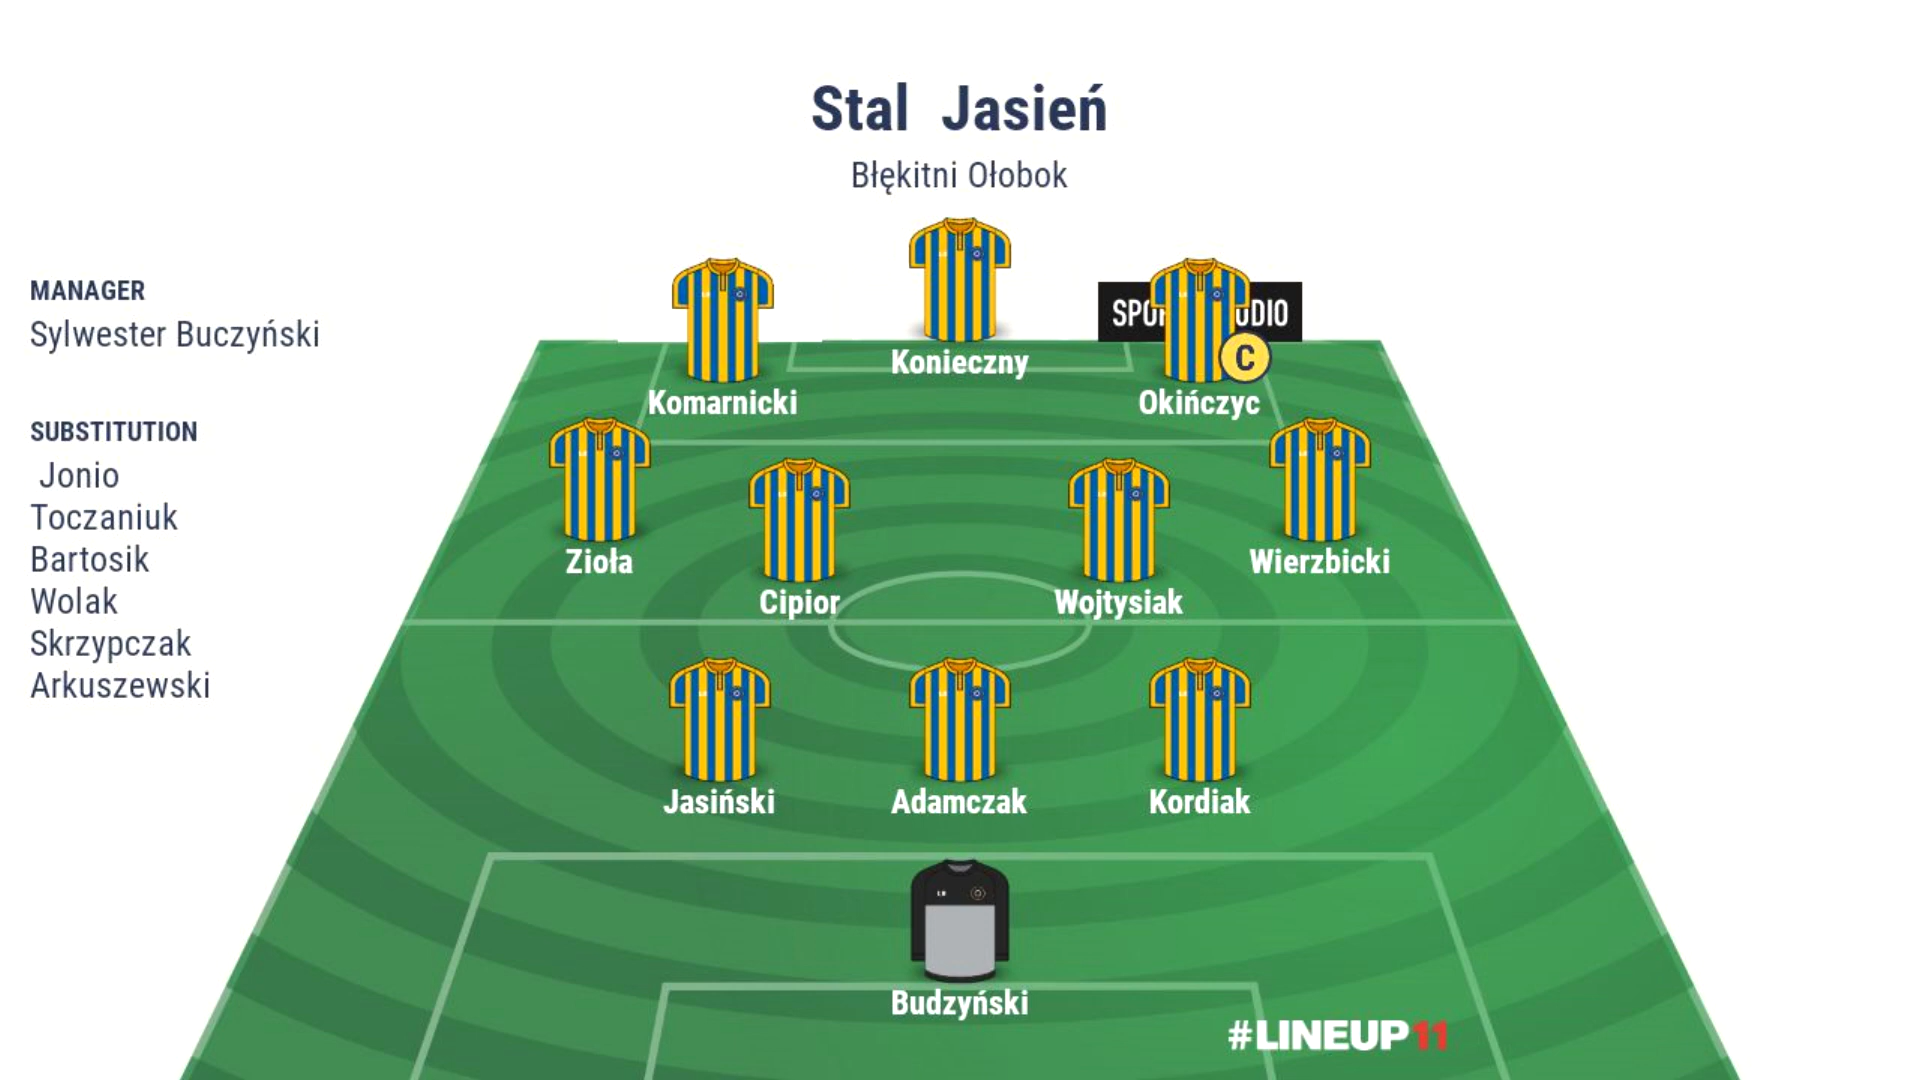 Stal Jasień
Błękitni Ołobok
MANAGER
Sylwester Buczyński
SUBSTITUTION
Jonio
Toczaniuk
Bartosik
Wolak
Skrzypczak
Arkuszewski
Konieczny
Komarnicki
Okińczyc
C
Zioła
Wierzbicki
Cipior
Wojtysiak
Jasiński
Adamczak
Kordiak
Budzyński
#LINEUP11